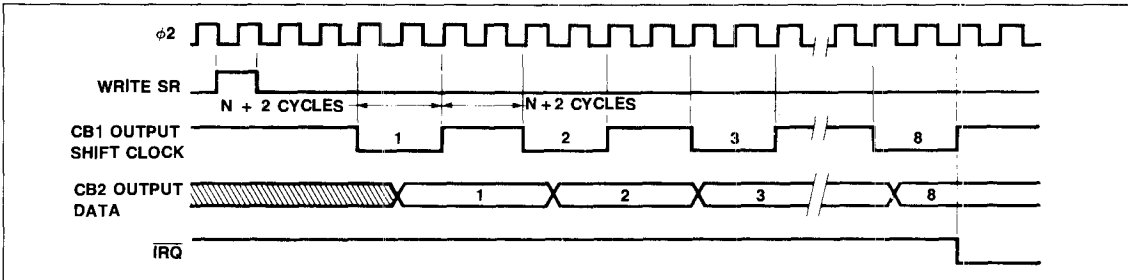 φ2
WRITE SR
N + 2 CYCLES N + 2 CYCLES
CB1 OUTPUT
SHIFT CLOCK
1 2 3 8
CB2 OUTPUT
DATA
1 2 3 8
IRQ